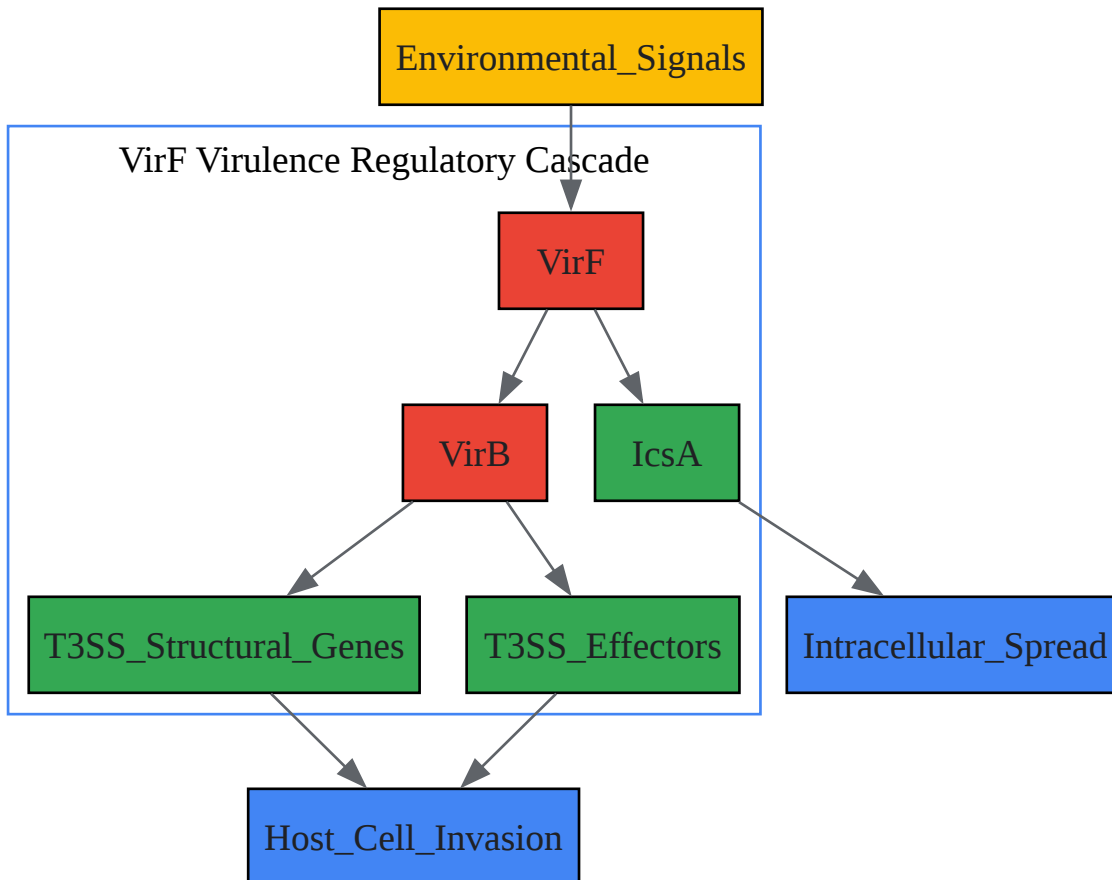 Environmental_Signals
VirF Virulence Regulatory Cascade
VirF
VirB
IcsA
T3SS_Structural_Genes
T3SS_Effectors
Intracellular_Spread
Host_Cell_Invasion